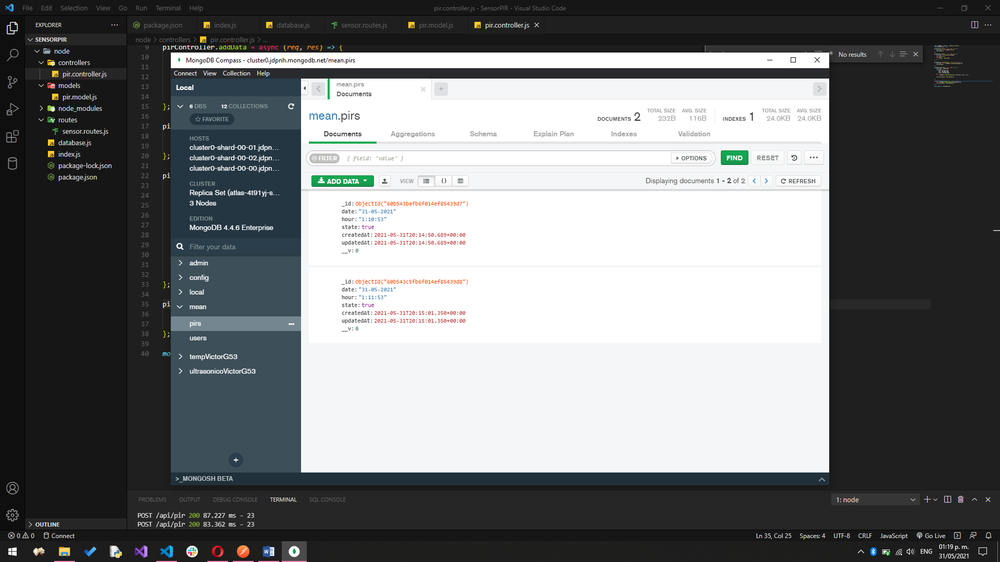 File Edit Selection View Go Run Terminal Help
pir.controller.js - SensorPIR - Visual Studio Code
EXPLORER
SENSORPIR
node
controllers
pir.controller.js
models
pir.model.js
node_modules
routes
sensor.routes.js
database.js
index.js
package-lock.json
package.json
OUTLINE
package.json index.js database.js sensor.routes.js pir.model.js pir.controller.js
node > controllers > pir.controller.js > ...
9 pirController.addData = async (req, res) => {
10
11
12
13
14
15 };
16
17 pi
18
19
20 };
21
22 pi
23
24
25
26
27
28
29
30
31
32
33 };
34
35 pi
36
37
38 };
39
40 mo
No results
MongoDB Compass - cluster0.jdpnh.mongodb.net/mean.pirs
Connect View Collection Help
Local
6 DBS 12 COLLECTIONS
FAVORITE
HOSTS
cluster0-shard-00-01.jdpn...
cluster0-shard-00-02.jdpn...
cluster0-shard-00-00.jdpn...
CLUSTER
Replica Set (atlas-4t91yj-s...
3 Nodes
EDITION
MongoDB 4.4.6 Enterprise
Filter your data
admin
config
local
mean
pirs
users
tempVictorG53
ultrasonicoVictorG53
>_MONGOSH BETA
mean.pirs
Documents
mean.pirs
DOCUMENTS 2 TOTAL SIZE 232B AVG. SIZE 116B INDEXES 1 TOTAL SIZE 24.0KB AVG. SIZE 24.0KB
Documents Aggregations Schema Explain Plan Indexes Validation
FILTER { field: 'value' } OPTIONS FIND RESET
ADD DATA VIEW {} Displaying documents 1 - 2 of 2 REFRESH
_id: ObjectId("60b543bafb6f014ef85439d7")
date: "31-05-2021"
hour: "1:10:53"
state: true
createdAt: 2021-05-31T20:14:50.689+00:00
updatedAt: 2021-05-31T20:14:50.689+00:00
__v: 0
_id: ObjectId("60b543c5fb6f014ef85439d8")
date: "31-05-2021"
hour: "1:11:53"
state: true
createdAt: 2021-05-31T20:15:01.350+00:00
updatedAt: 2021-05-31T20:15:01.350+00:00
__v: 0
PROBLEMS OUTPUT DEBUG CONSOLE TERMINAL SQL CONSOLE
1: node
POST /api/pir 200 87.227 ms - 23
POST /api/pir 200 83.362 ms - 23
0 0 Connect
Ln 35, Col 25 Spaces: 4 UTF-8 CRLF JavaScript Go Live
ENG
01:19 p. m.
31/05/2021